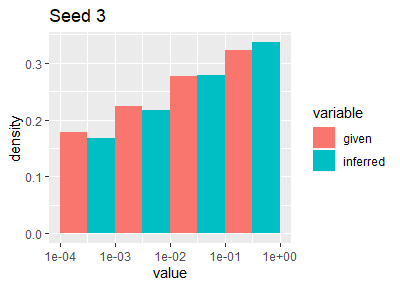 Seed 3
density
0.3
0.2
0.1
0.0
1e-04 1e-03 1e-02 1e-01 1e+00
value
variable
given
inferred